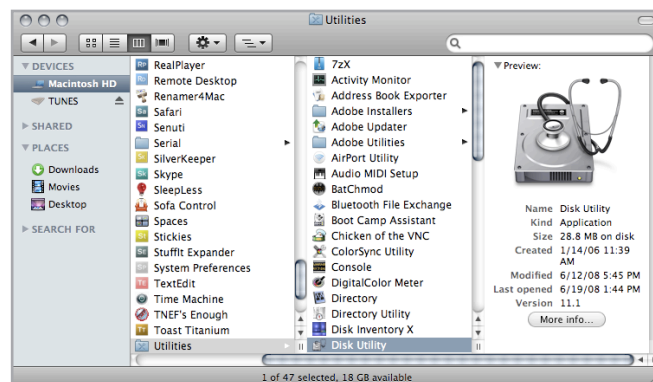 Utilities
DEVICES
Macintosh HD
TUNES
SHARED
PLACES
Downloads
Movies
Desktop
SEARCH FOR
RealPlayer
Remote Desktop
Renamer4Mac
Safari
Senuti
Serial
SilverKeeper
Skype
SleepLess
Sofa Control
Spaces
Stickies
StuffIt Expander
System Preferences
TextEdit
Time Machine
TNEF's Enough
Toast Titanium
Utilities
7zX
Activity Monitor
Address Book Exporter
Adobe Installers
Adobe Updater
Adobe Utilities
AirPort Utility
Audio MIDI Setup
BatChmod
Bluetooth File Exchange
Boot Camp Assistant
Chicken of the VNC
ColorSync Utility
Console
DigitalColor Meter
Directory
Directory Utility
Disk Inventory X
Disk Utility
Preview:
Name Disk Utility
Kind Application
Size 28.8 MB on disk
Created 1/14/06 11:39
AM
Modified 6/12/08 5:45 PM
Last opened 6/19/08 1:44 PM
Version 11.1
More info...
1 of 47 selected, 18 GB available